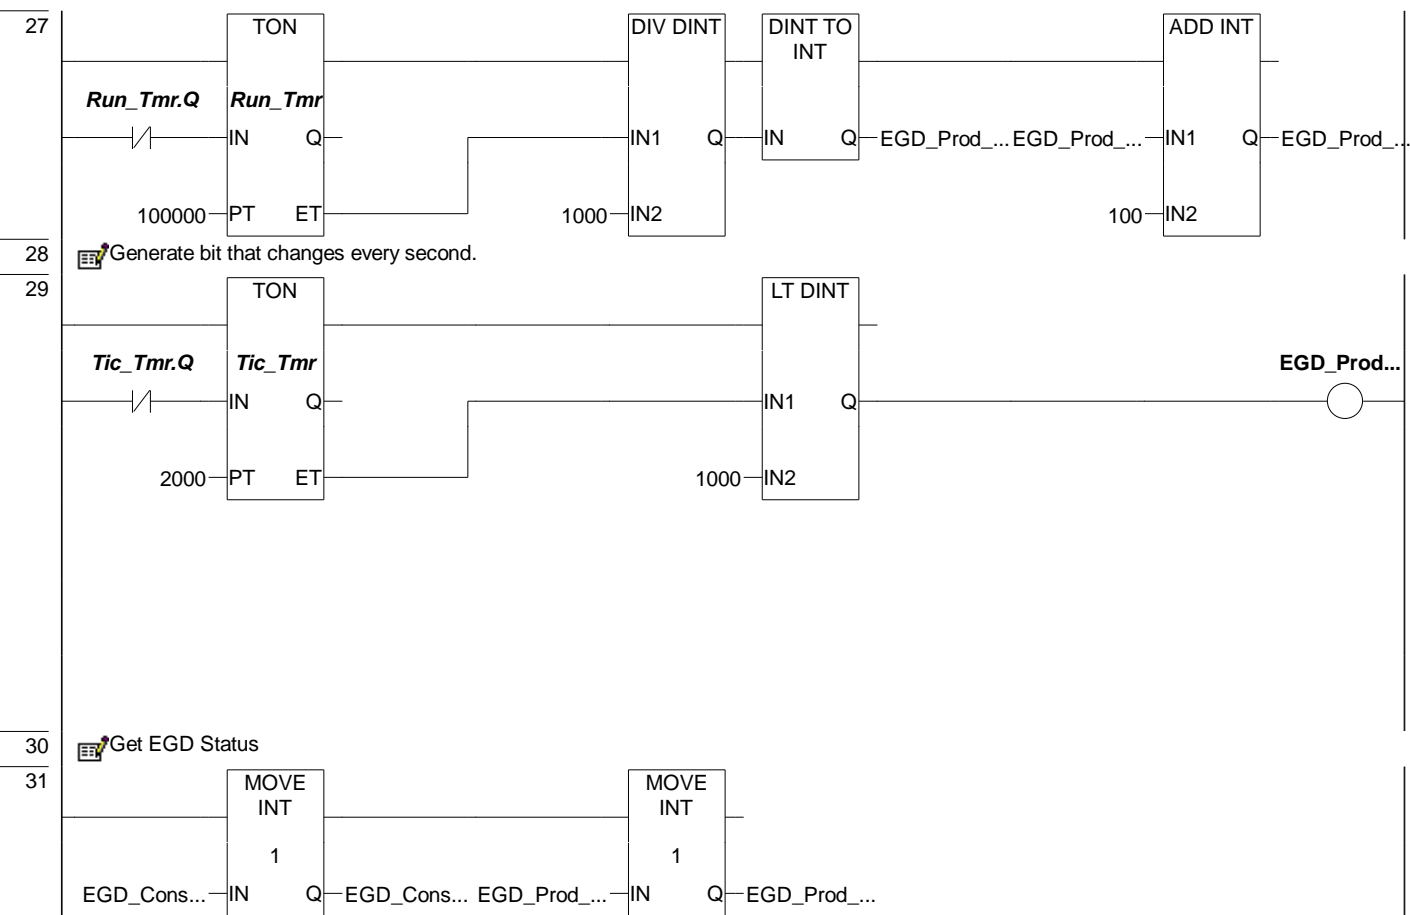 27
TON
DIV DINT
DINT TO
INT
ADD INT
Run_Tmr.Q
Run_Tmr
IN Q
IN1 Q
IN Q
EGD_Prod_...
EGD_Prod_...
IN1 Q
EGD_Prod_...
100000
PT ET
1000
IN2
100
IN2
28
Generate bit that changes every second.
29
TON
LT DINT
Tic_Tmr.Q
Tic_Tmr
EGD_Prod...
IN Q
IN1 Q
2000
PT ET
1000
IN2
30
Get EGD Status
31
MOVE
INT
1
MOVE
INT
1
EGD_Cons...
IN Q
EGD_Cons...
EGD_Prod_...
IN Q
EGD_Prod_...